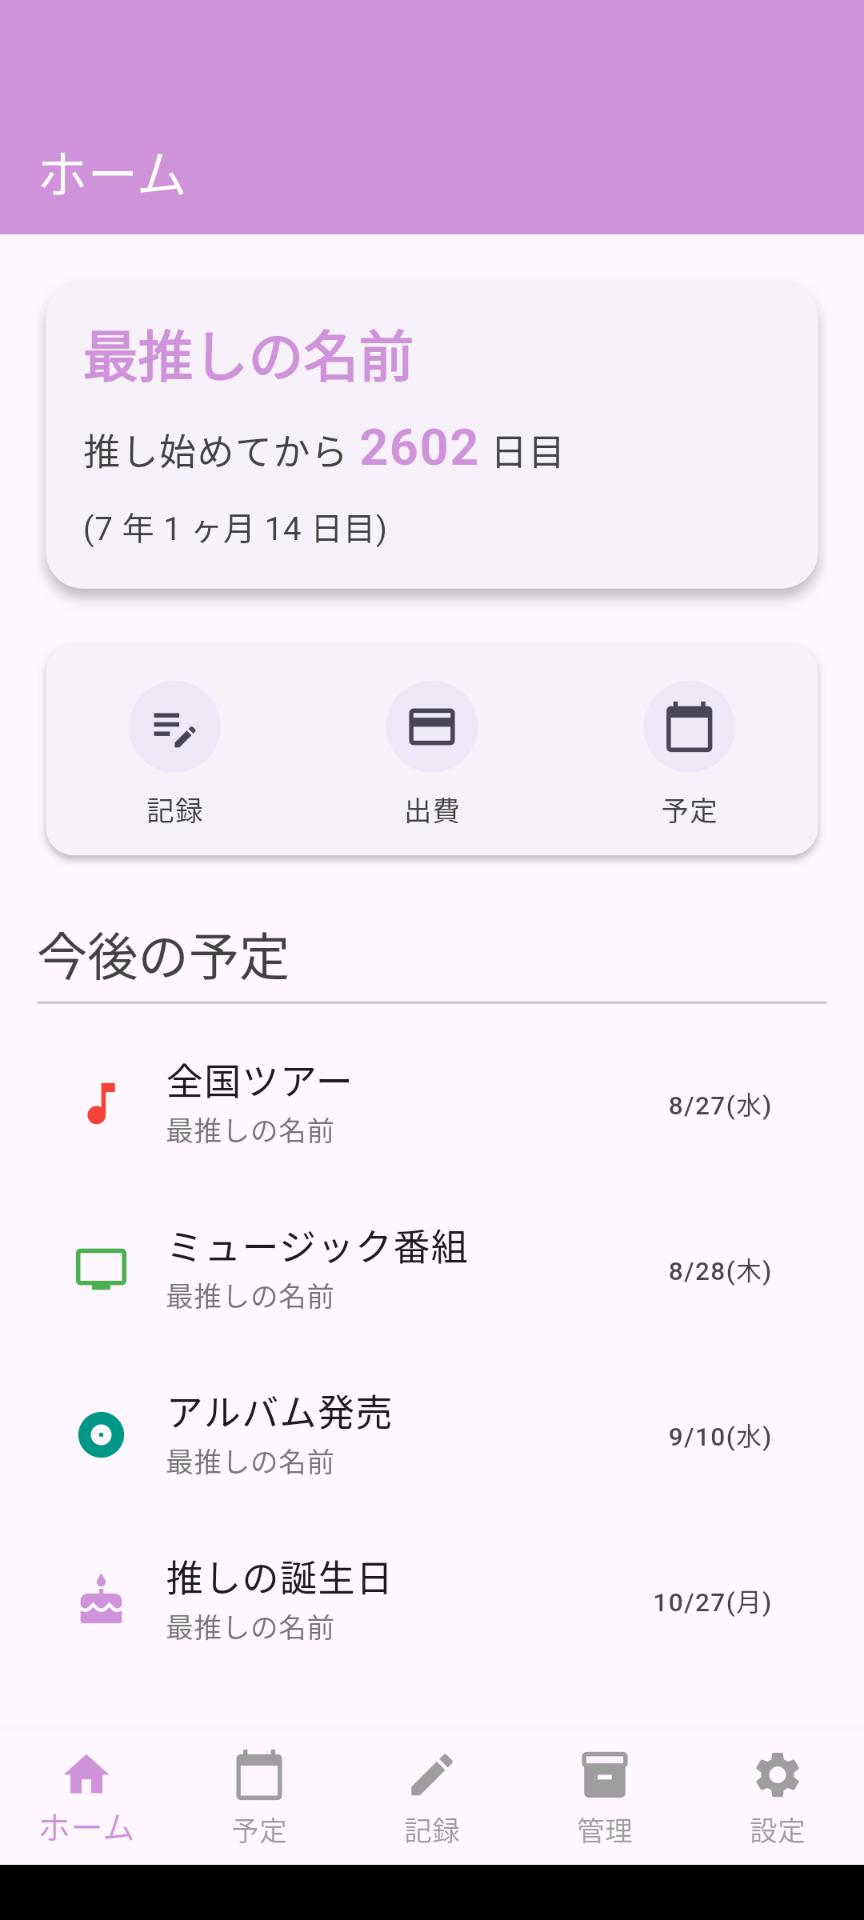 ホーム
最推しの名前
推し始めてから 2602 日目
(7 年 1 ヶ月 14 日目)
記録 出費 予定
今後の予定
全国ツアー
最推しの名前
8/27(水)
ミュージック番組
最推しの名前
8/28(木)
アルバム発売
最推しの名前
9/10(水)
推しの誕生日
最推しの名前
10/27(月)
ホーム 予定 記録 管理 設定